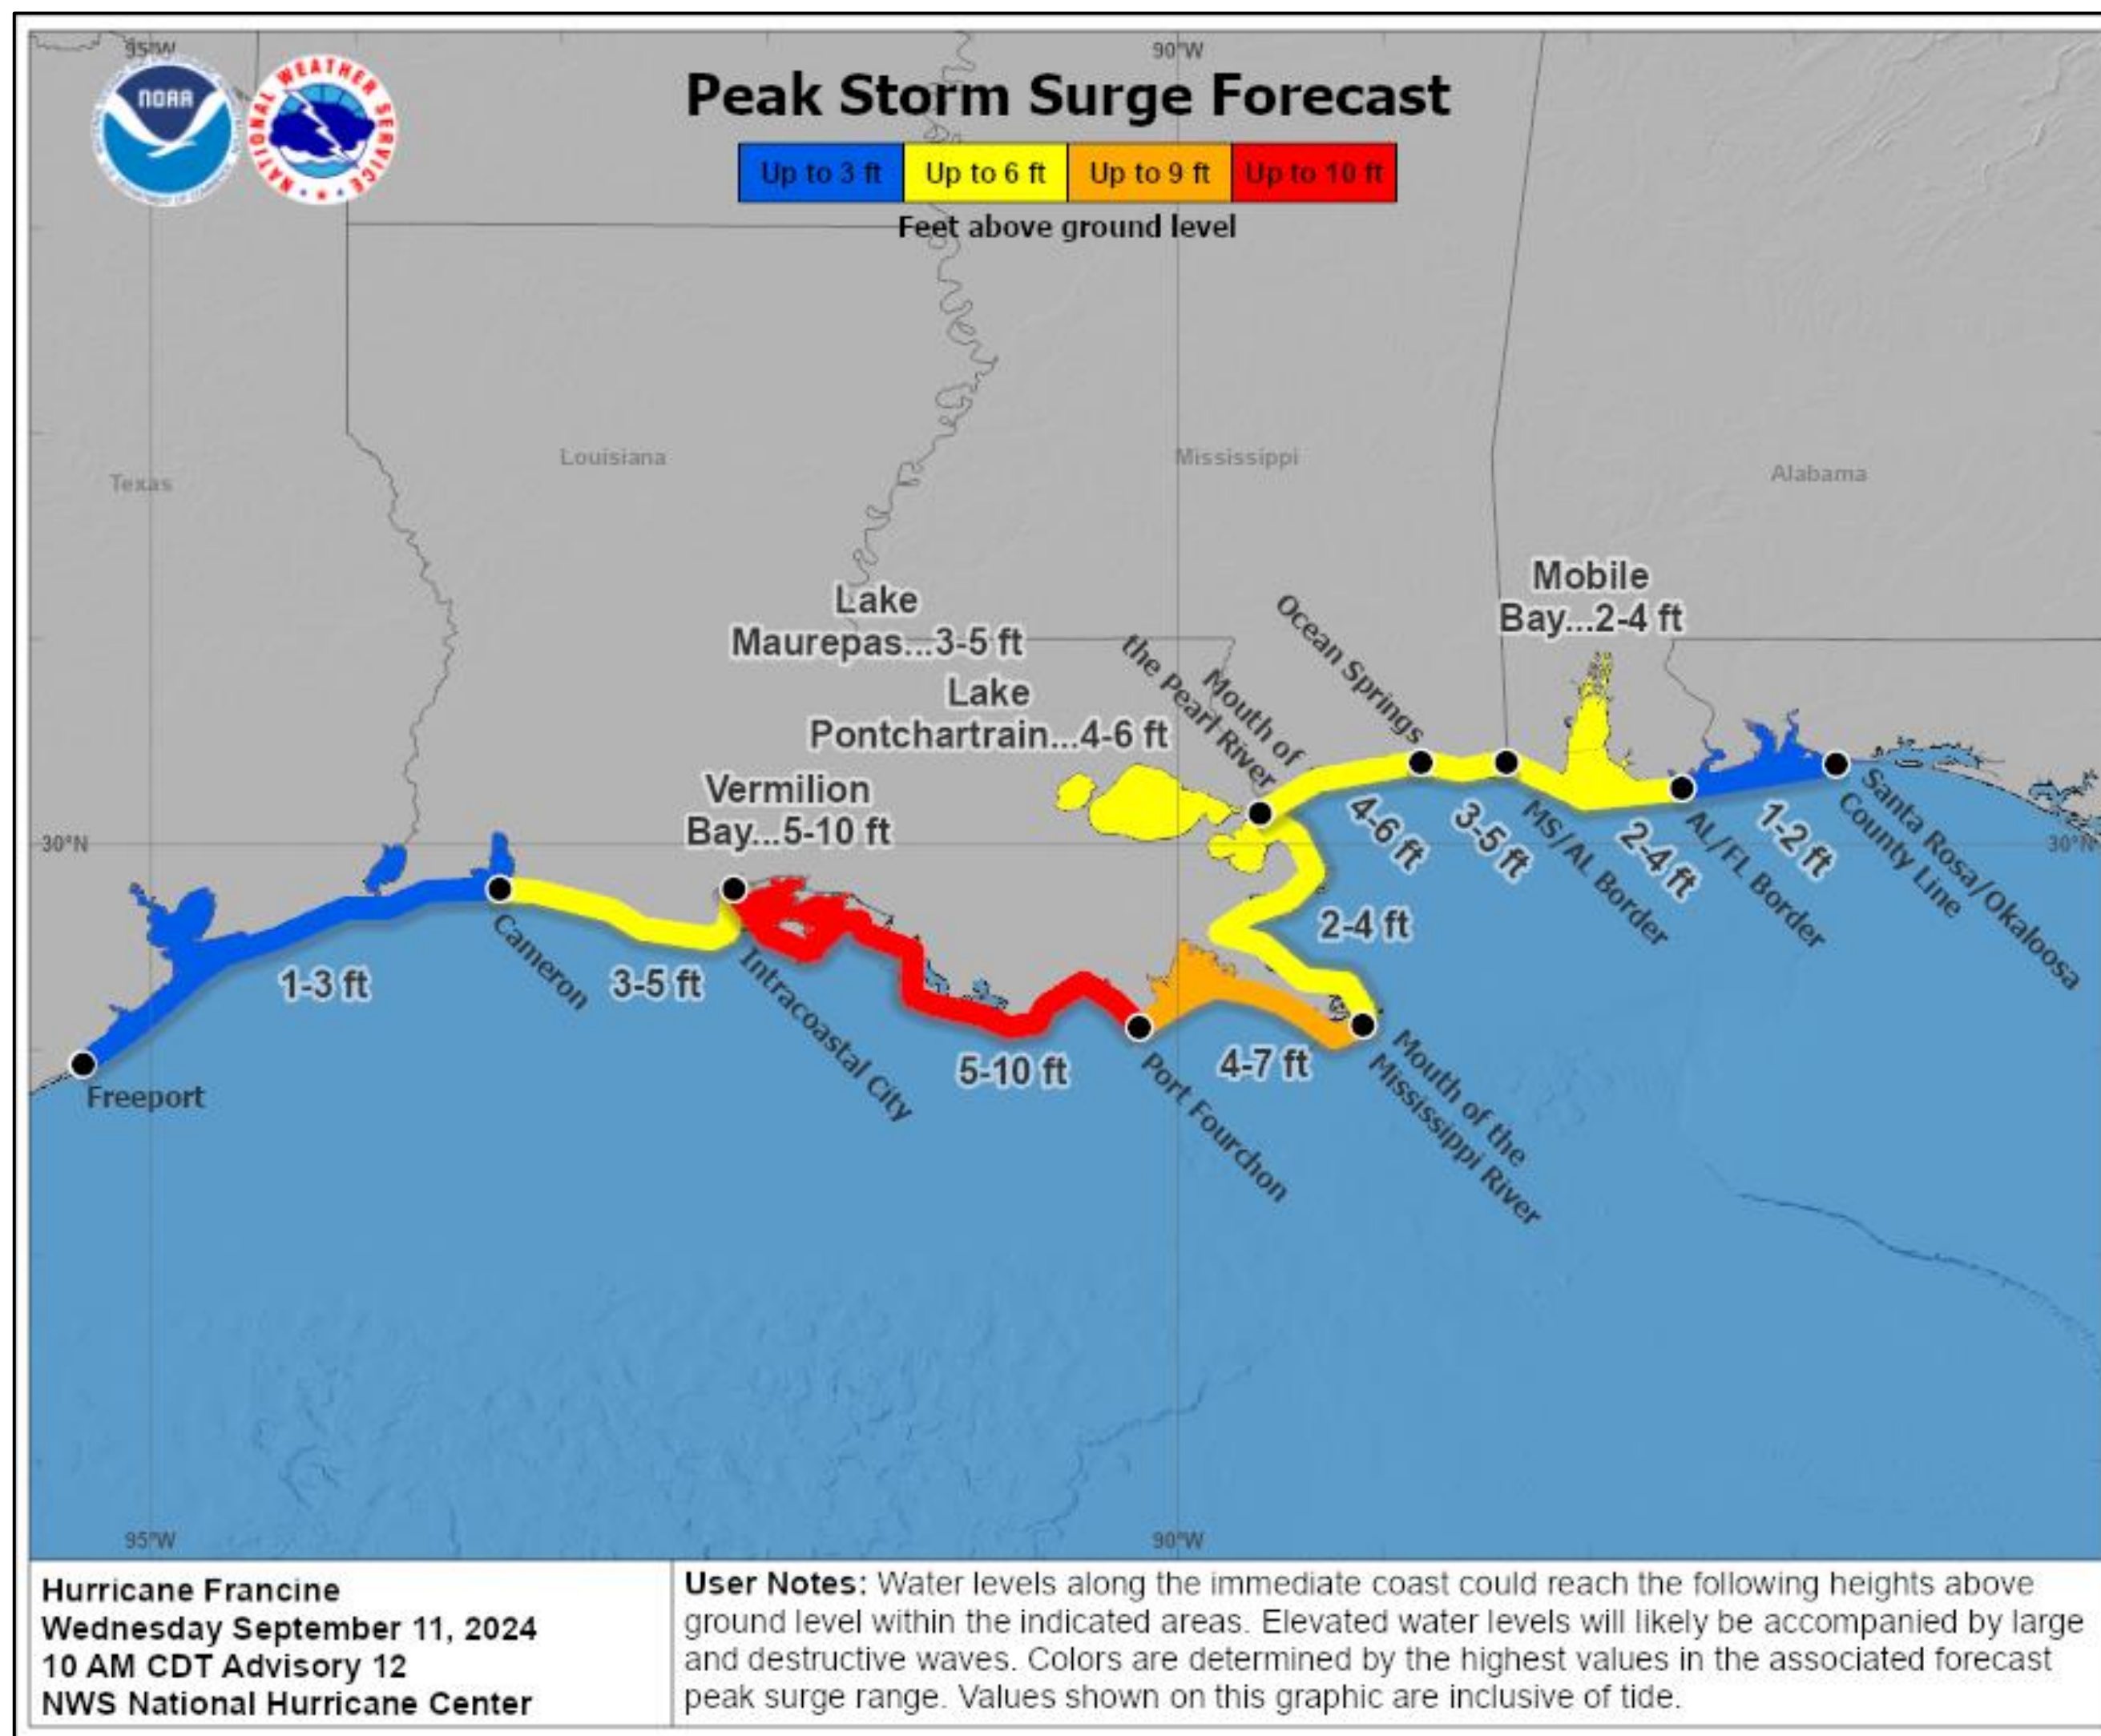 95°W
90°W
NOAA
NATIONAL WEATHER SERVICE
Peak Storm Surge Forecast
Up to 3 ft
Up to 6 ft
Up to 9 ft
Up to 10 ft
Feet above ground level
Texas
Louisiana
Mississippi
Alabama
Lake
Maurepas...3-5 ft
Lake
Pontchartrain...4-6 ft
Vermilion
Bay...5-10 ft
Mobile
Bay...2-4 ft
Mouth of
the Pearl River
Ocean Springs
30°N
30°N
4-6 ft
3-5 ft
MS/AL Border
2-4 ft
AL/FL Border
1-2 ft
Santa Rosa/Okaloosa
County Line
2-4 ft
1-3 ft
Cameron
3-5 ft
Intracoastal City
5-10 ft
Port Fourchon
4-7 ft
Mouth of the
Mississippi River
Freeport
95°W
90°W
Hurricane Francine
Wednesday September 11, 2024
10 AM CDT Advisory 12
NWS National Hurricane Center
User Notes: Water levels along the immediate coast could reach the following heights above
ground level within the indicated areas. Elevated water levels will likely be accompanied by large
and destructive waves. Colors are determined by the highest values in the associated forecast
peak surge range. Values shown on this graphic are inclusive of tide.